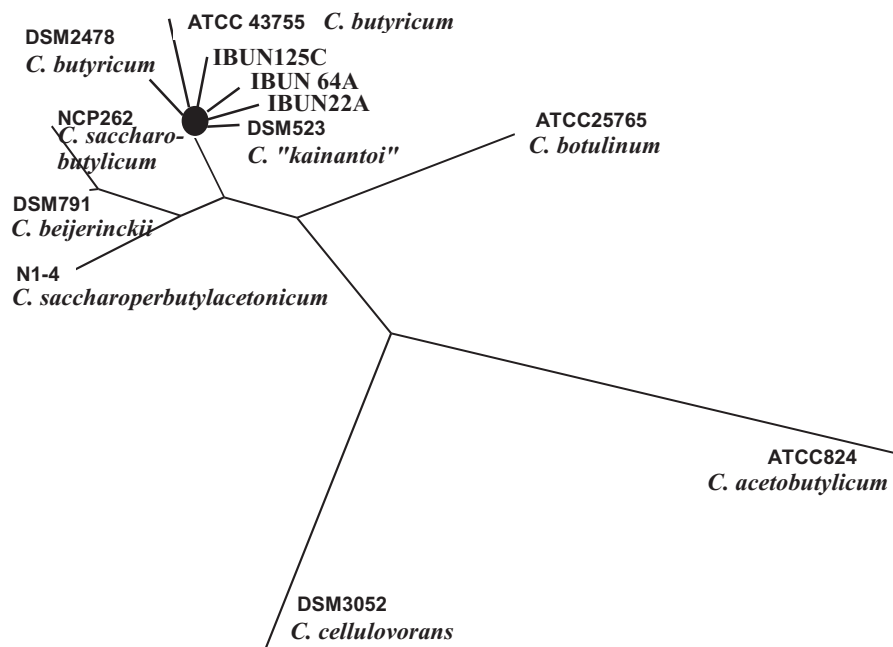 ATCC 43755 C. butyricum
DSM2478
C. butyricum
IBUN125C
IBUN 64A
IBUN22A
DSM523
C. "kainantoi"
NCP262
C. saccharo-
butylicum
ATCC25765
C. botulinum
DSM791
C. beijerinckii
N1-4
C. saccharoperbutylacetonicum
ATCC824
C. acetobutylicum
DSM3052
C. cellulovorans